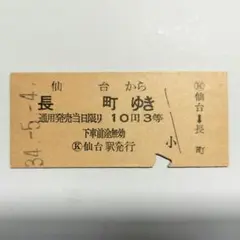 34.-5.-4.
仙台から
長町ゆき
通用発売当日限り 10円3等
下車前途無効
Ⓚ仙台駅発行
小
Ⓚ
仙台
長町